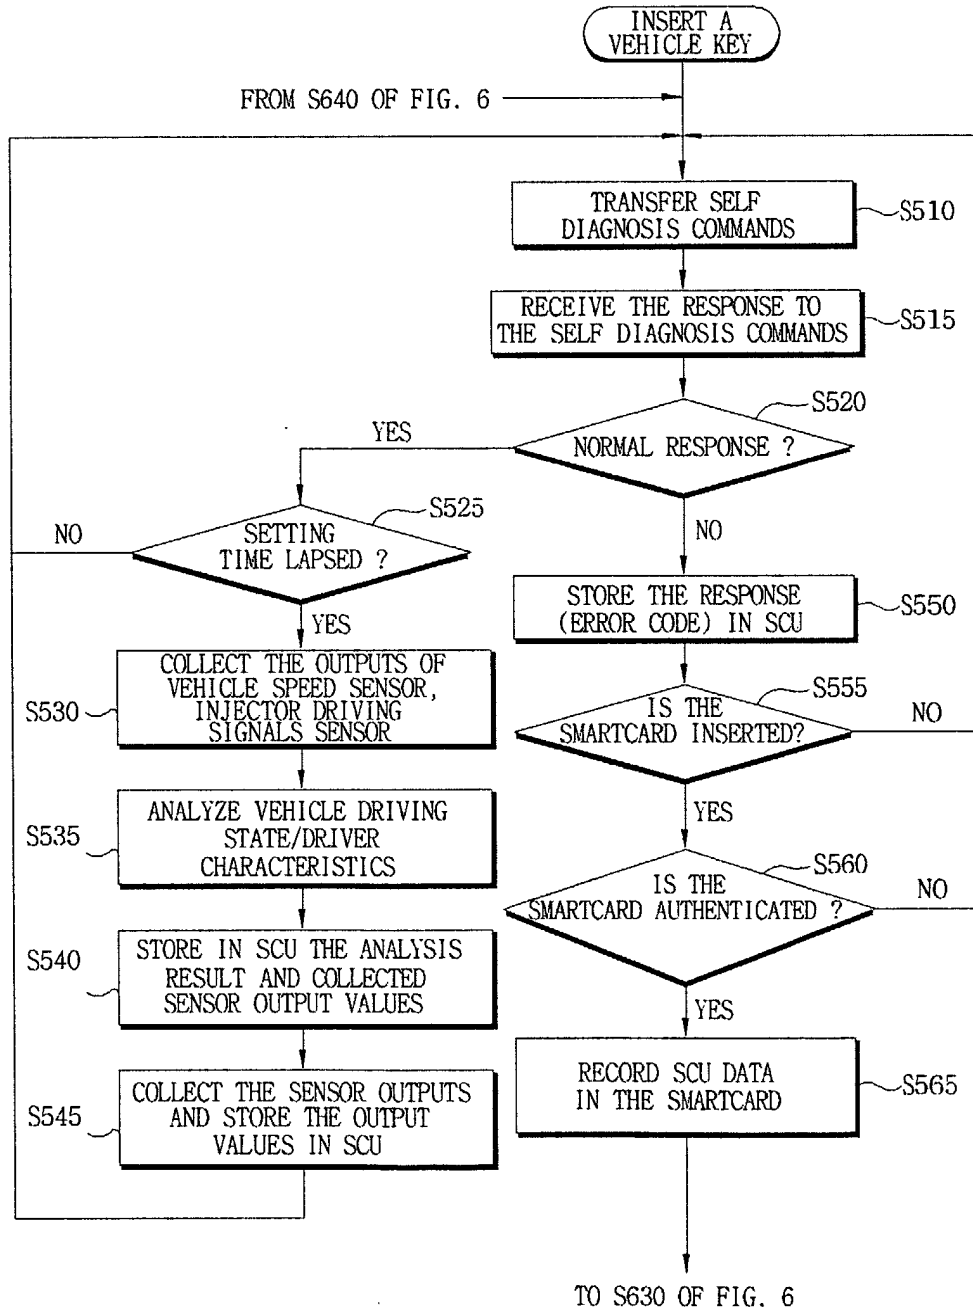 INSERT A
VEHICLE KEY
FROM S640 OF FIG. 6
TRANSFER SELF
DIAGNOSIS COMMANDS
S510
RECEIVE THE RESPONSE TO
THE SELF DIAGNOSIS COMMANDS
S515
S520
NORMAL RESPONSE ?
YES
NO
S525
SETTING
TIME LAPSED ?
NO
YES
S530
COLLECT THE OUTPUTS OF
VEHICLE SPEED SENSOR,
INJECTOR DRIVING
SIGNALS SENSOR
S535
ANALYZE VEHICLE DRIVING
STATE/DRIVER
CHARACTERISTICS
S540
STORE IN SCU THE ANALYSIS
RESULT AND COLLECTED
SENSOR OUTPUT VALUES
S545
COLLECT THE SENSOR OUTPUTS
AND STORE THE OUTPUT
VALUES IN SCU
STORE THE RESPONSE
(ERROR CODE) IN SCU
S550
S555
IS THE
SMARTCARD INSERTED?
NO
YES
S560
IS THE
SMARTCARD AUTHENTICATED ?
NO
YES
RECORD SCU DATA
IN THE SMARTCARD
S565
TO S630 OF FIG. 6